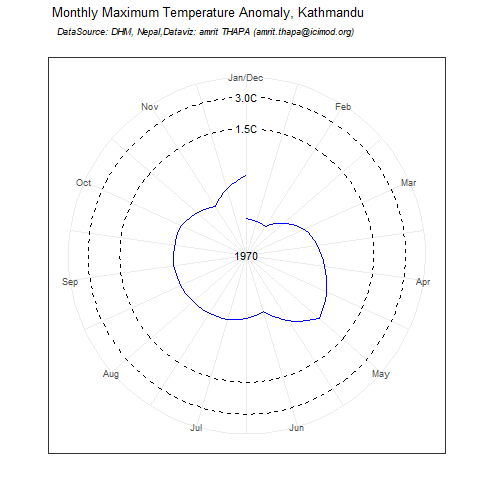 Monthly Maximum Temperature Anomaly, Kathmandu
DataSource: DHM, Nepal,Dataviz: amrit THAPA (amrit.thapa@icimod.org)
Jan/Dec
3.0C
Nov
Feb
1.5C
Oct
Mar
1970
Sep
Apr
Aug
May
Jul
Jun